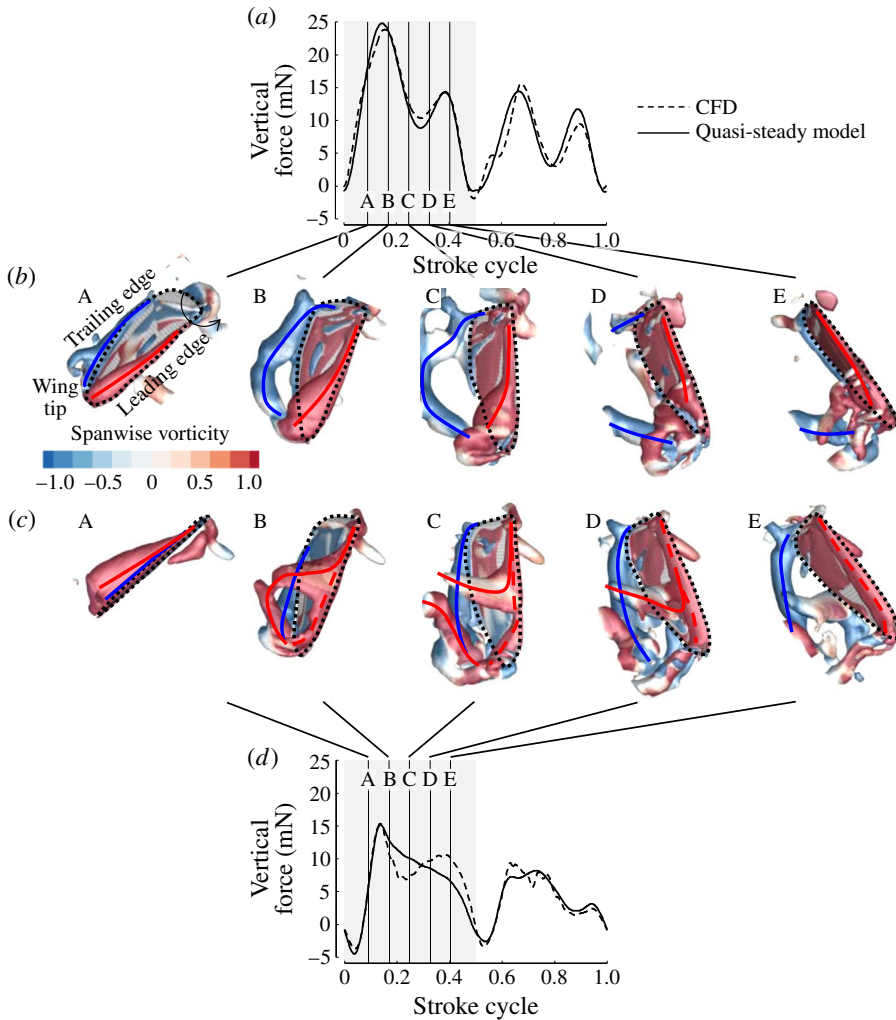 (a)
25
20
15
10
5
0
−5
Vertical
force (mN)
A B C D E
0 0.2 0.4 0.6 0.8 1.0
Stroke cycle
CFD
Quasi-steady model
(b)
A B C D E
Trailing edge
Leading edge
Wing
tip
Spanwise vorticity
−1.0 −0.5 0 0.5 1.0
(c)
A B C D E
(d)
25
20
15
10
5
0
−5
Vertical
force (mN)
A B C D E
0 0.2 0.4 0.6 0.8 1.0
Stroke cycle